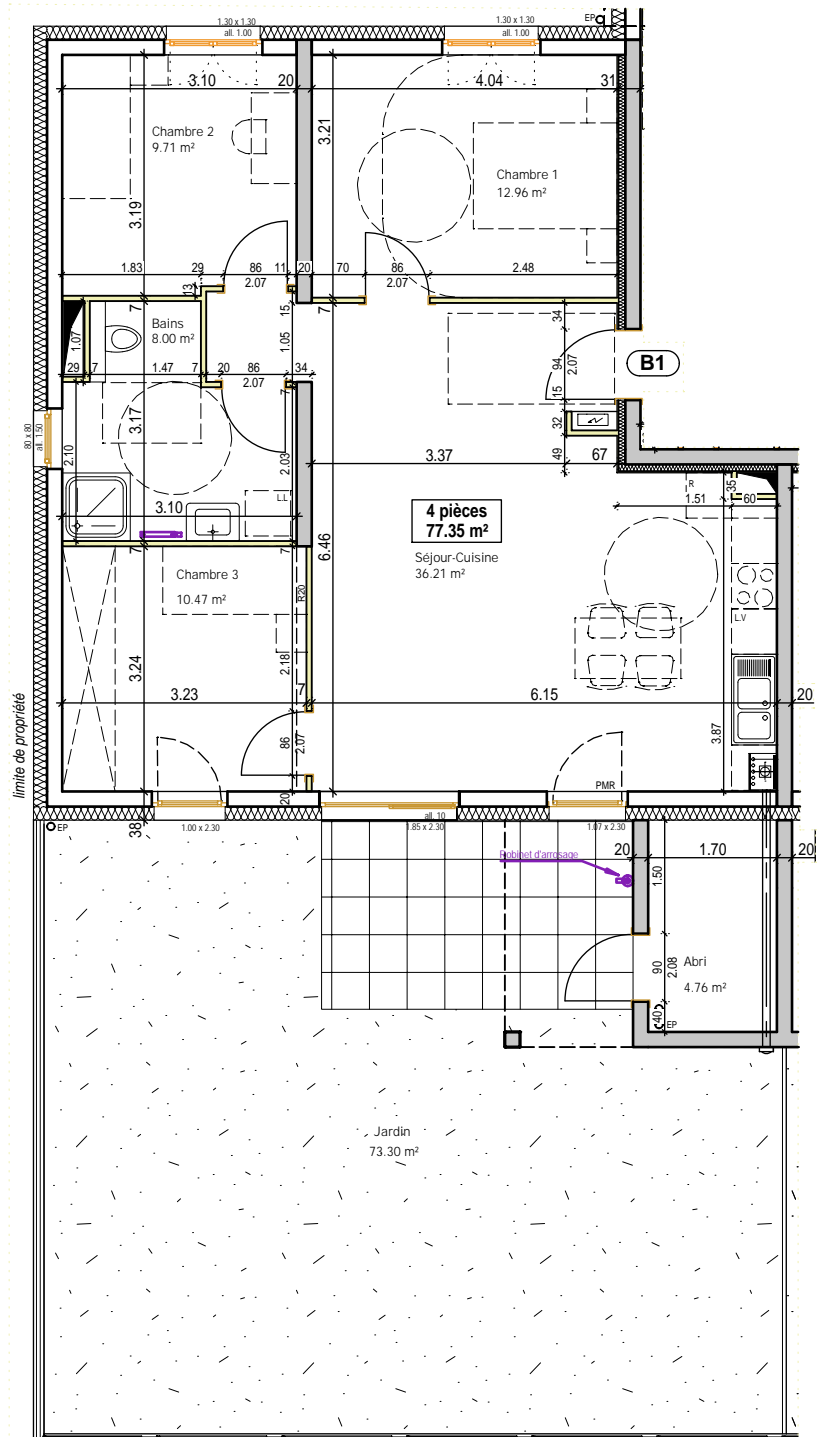 1.30 x 1.30
all. 1.00
1.30 x 1.30
all. 1.00
EP
3.10
20
4.04
31
Chambre 2
9.71 m²
3.21
Chambre 1
12.96 m²
3.19
1.83
29
86
2.07
11
20
70
86
2.07
2.48
13
7
Bains
8.00 m²
15
7
34
1.07
1.05
94
2.07
B1
29
7
1.47
7
20
86
2.07
34
7
15
32
80 x 80
all. 1.50
3.17
2.10
2.03
3.37
49
67
L.L
3.10
4 pièces
77.35 m²
R
35
1.51
60
7
7
6.46
Séjour-Cuisine
36.21 m²
Chambre 3
10.47 m²
R20
L.V
3.24
2.18
3.23
7
6.15
20
limite de propriété
86
2.07
3.87
20
PMR
EP
38
1.00 x 2.30
all. 10
1.85 x 2.30
1.07 x 2.30
Robinet d'arrosage
20
1.70
20
1.50
90
2.08
Abri
4.76 m²
40
EP
Jardin
73.30 m²